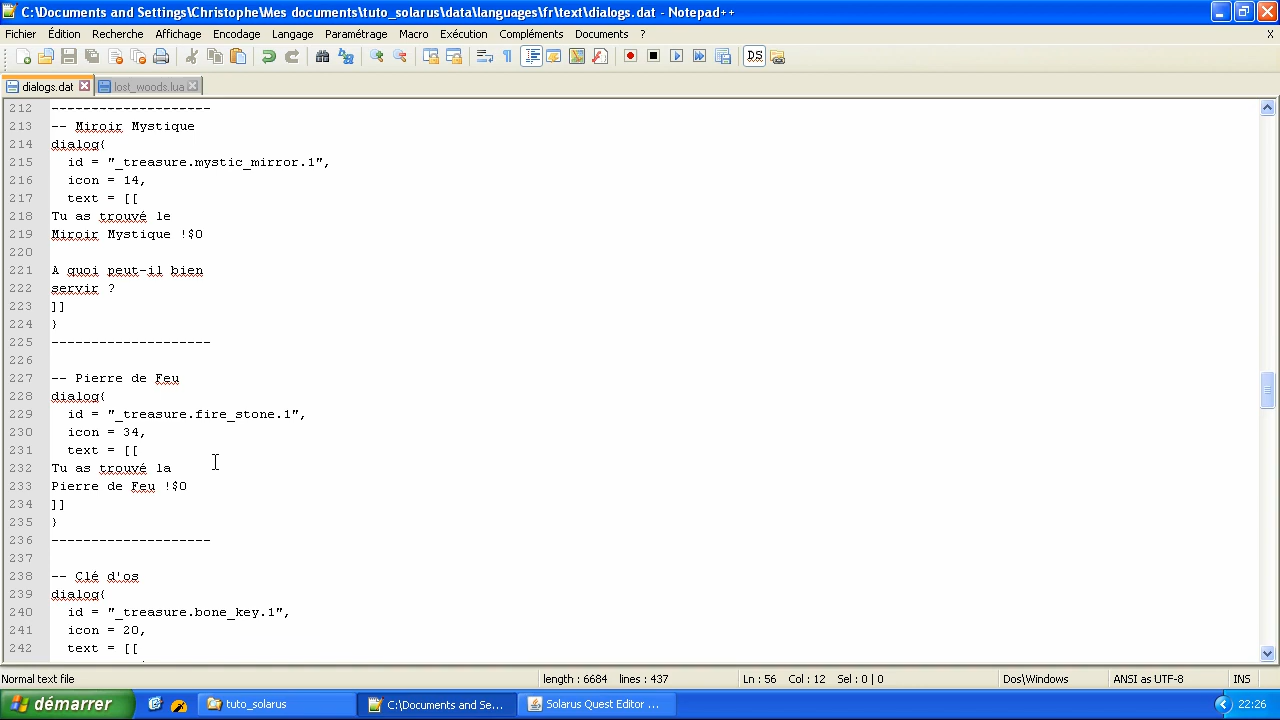 C:\Documents and Settings\Christophe\Mes documents\tuto_solarus\data\languages\fr\text\dialogs.dat - Notepad++
Fichier Édition Recherche Affichage Encodage Langage Paramétrage Macro Exécution Compléments Documents ? X
dialogs.dat lost_woods.lua
212 --------------------
213 -- Miroir Mystique
214 dialog{
215 id = "_treasure.mystic_mirror.1",
216 icon = 14,
217 text = [[
218 Tu as trouvé le
219 Miroir Mystique !$0
220
221 A quoi peut-il bien
222 servir ?
223 ]]
224 }
225 --------------------
226
227 -- Pierre de Feu
228 dialog{
229 id = "_treasure.fire_stone.1",
230 icon = 34,
231 text = [[
232 Tu as trouvé la
233 Pierre de Feu !$0
234 ]]
235 }
236 --------------------
237
238 -- Clé d'os
239 dialog{
240 id = "_treasure.bone_key.1",
241 icon = 20,
242 text = [[
Normal text file length : 6684 lines : 437 Ln : 56 Col : 12 Sel : 0 | 0 Dos\Windows ANSI as UTF-8 INS
démarrer tuto_solarus C:\Documents and Se... Solarus Quest Editor ... 22:26